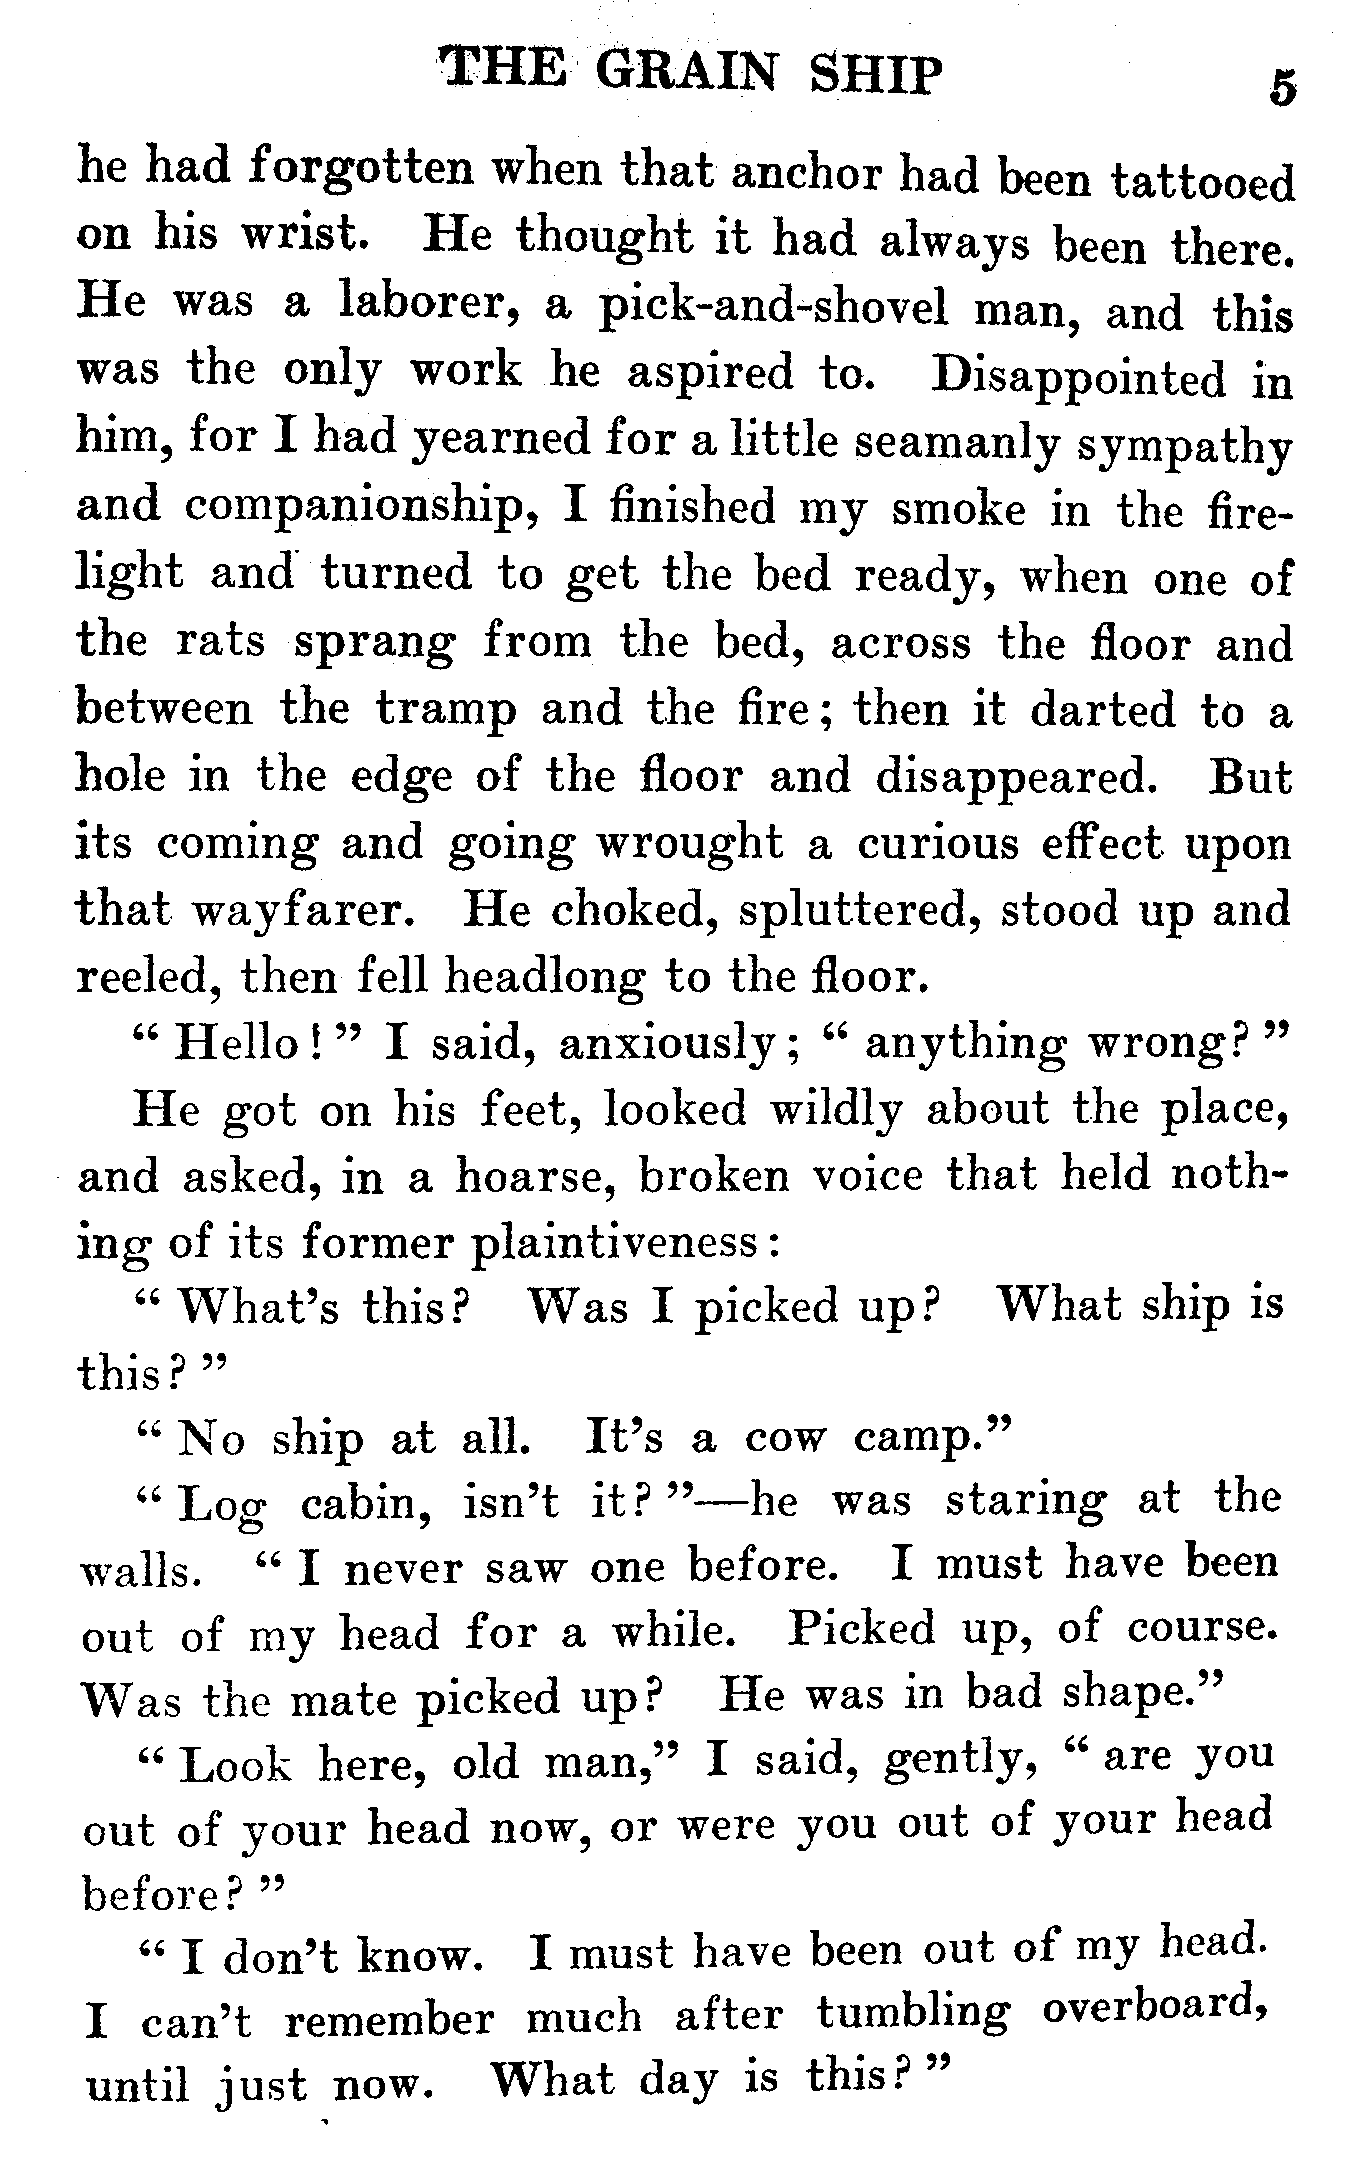 THE GRAIN SHIP 5
he had forgotten when that anchor had been tattooed
on his wrist. He thought it had always been there.
He was a laborer, a pick-and-shovel man, and this
was the only work he aspired to. Disappointed in
him, for I had yearned for a little seamanly sympathy
and companionship, I finished my smoke in the fire-
light and turned to get the bed ready, when one of
the rats sprang from the bed, across the floor and
between the tramp and the fire; then it darted to a
hole in the edge of the floor and disappeared. But
its coming and going wrought a curious effect upon
that wayfarer. He choked, spluttered, stood up and
reeled, then fell headlong to the floor.
“Hello!” I said, anxiously; “anything wrong?”
He got on his feet, looked wildly about the place,
and asked, in a hoarse, broken voice that held noth-
ing of its former plaintiveness:
“What's this? Was I picked up? What ship is
this?”
“No ship at all. It's a cow camp.”
“Log cabin, isn't it?”—he was staring at the
walls. “I never saw one before. I must have been
out of my head for a while. Picked up, of course.
Was the mate picked up? He was in bad shape.”
“Look here, old man,” I said, gently, “are you
out of your head now, or were you out of your head
before?”
“I don't know. I must have been out of my head.
I can't remember much after tumbling overboard,
until just now. What day is this?”